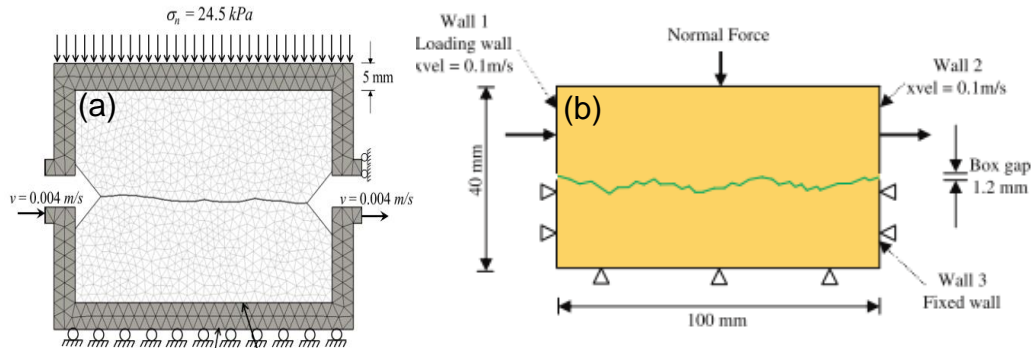 σn = 24.5 kPa
5 mm
(a)
v = 0.004 m/s
v = 0.004 m/s
Wall 1
Loading wall
xvel = 0.1m/s
Normal Force
Wall 2
xvel = 0.1m/s
(b)
40 mm
Box gap
1.2 mm
Wall 3
Fixed wall
100 mm